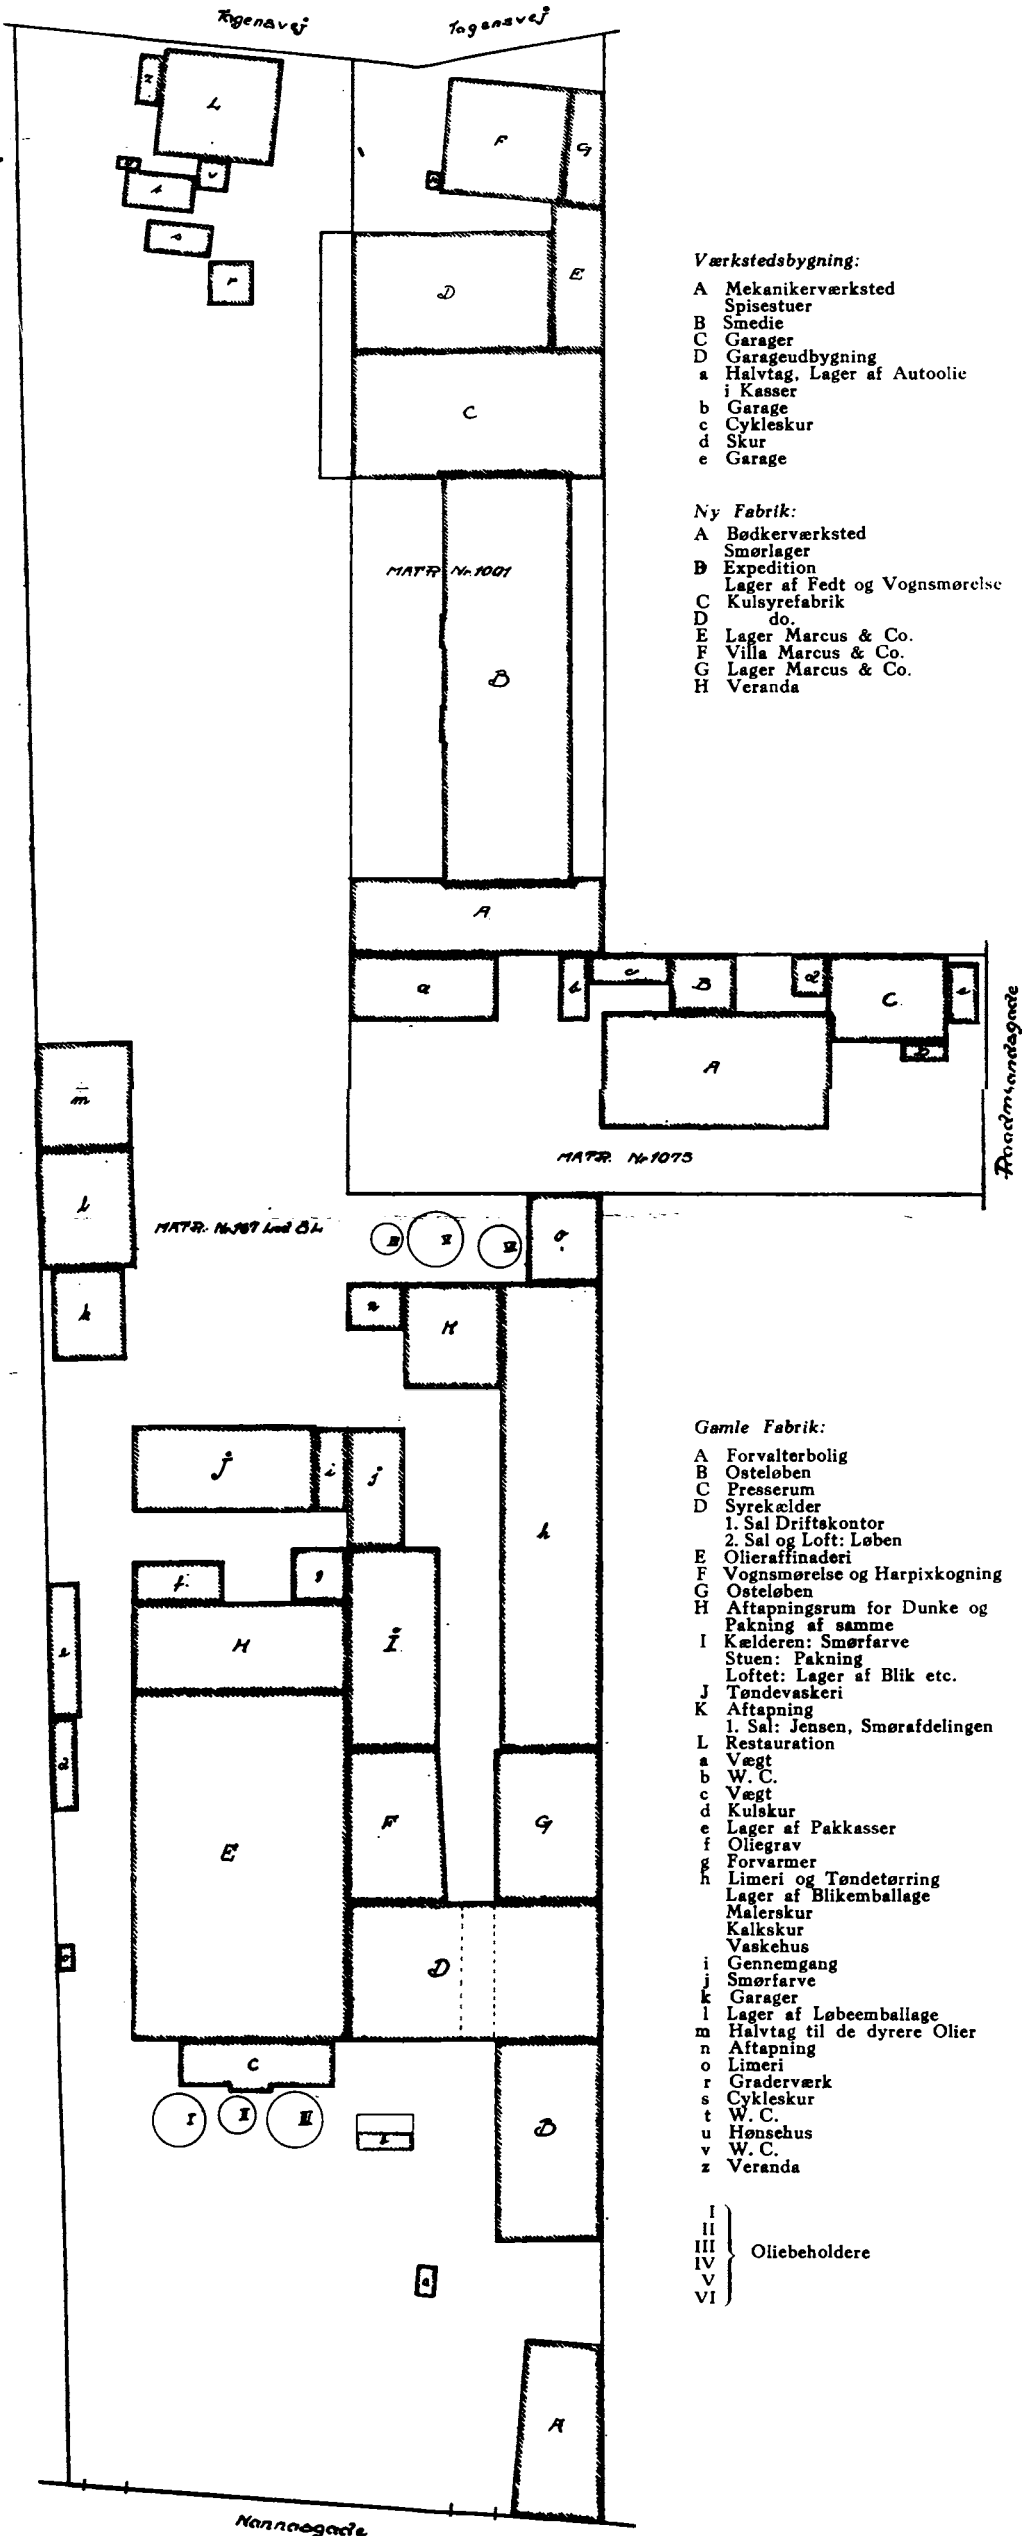 Tagensvej
Tagensvej
z
L
v
s
r
F
G
E
D
C
MATR. Nr. 1001
B
A
Værkstedsbygning:
A Mekanikerværksted
Spisestuer
B Smedie
C Garager
D Garageudbygning
a Halvtag, Lager af Autoolie
i Kasser
b Garage
c Cykleskur
d Skur
e Garage
Ny Fabrik:
A Bødkerværksted
Smørlager
B Expedition
Lager af Fedt og Vognsmørelse
C Kulsyrefabrik
D do.
E Lager Marcus & Co.
F Villa Marcus & Co.
G Lager Marcus & Co.
H Veranda
a
b
c
B
d
C
e
D
A
MATR. Nr 1075
m
l
k
MATR. Nr. 967
V
VI
o
n
K
J
i
j
h
f
g
H
I
e
d
E
F
G
D
c
C
I
II
III
b
B
a
A
Nannasgade
Gamle Fabrik:
A Forvalterbolig
B Osteløben
C Presserum
D Syrekælder
1. Sal Driftskontor
2. Sal og Loft: Løben
E Olieraffinaderi
F Vognsmørelse og Harpixkogning
G Osteløben
H Aftapningsrum for Dunke og
Pakning af samme
I Kælderen: Smørfarve
Stuen: Pakning
Loftet: Lager af Blik etc.
J Tøndevaskeri
K Aftapning
1. Sal: Jensen, Smørafdelingen
L Restauration
a Vægt
b W. C.
c Vægt
d Kulskur
e Lager af Pakkasser
f Oliegrav
g Forvarmer
h Limeri og Tøndetørring
Lager af Blikemballage
Malerskur
Kalkskur
Vaskehus
i Gennemgang
j Smørfarve
k Garager
l Lager af Løbeemballage
m Halvtag til de dyrere Olier
n Aftapning
o Limeri
r Graderværk
s Cykleskur
t W. C.
u Hønsehus
v W. C.
z Veranda
I
II
III
IV
V
VI
Oliebeholdere